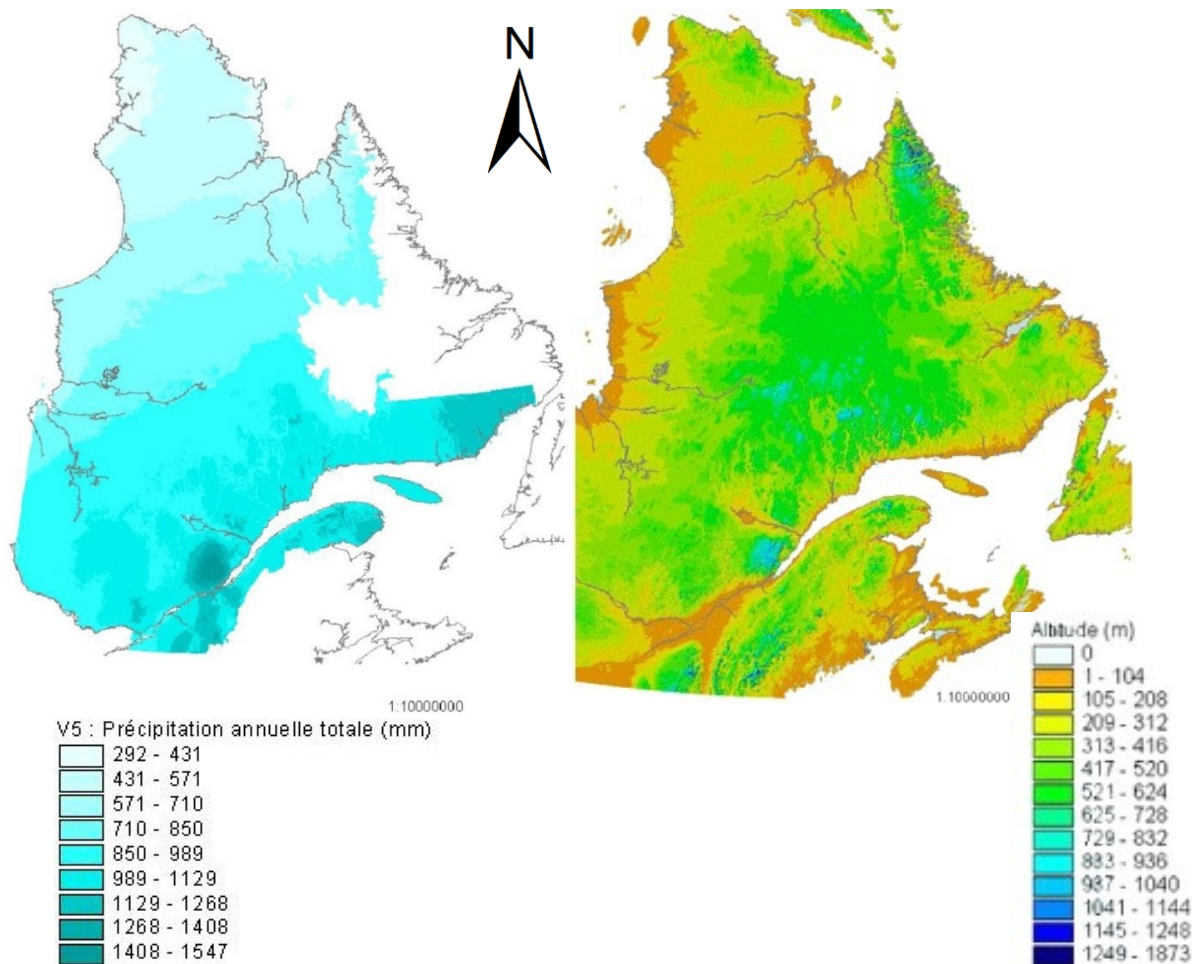 N
1:10000000
V5 : Précipitation annuelle totale (mm)
292 - 431
431 - 571
571 - 710
710 - 850
850 - 989
989 - 1129
1129 - 1268
1268 - 1408
1408 - 1547
1:10000000
Altitude (m)
0
1 - 104
105 - 208
209 - 312
313 - 416
417 - 520
521 - 624
625 - 728
729 - 832
833 - 936
937 - 1040
1041 - 1144
1145 - 1248
1249 - 1873